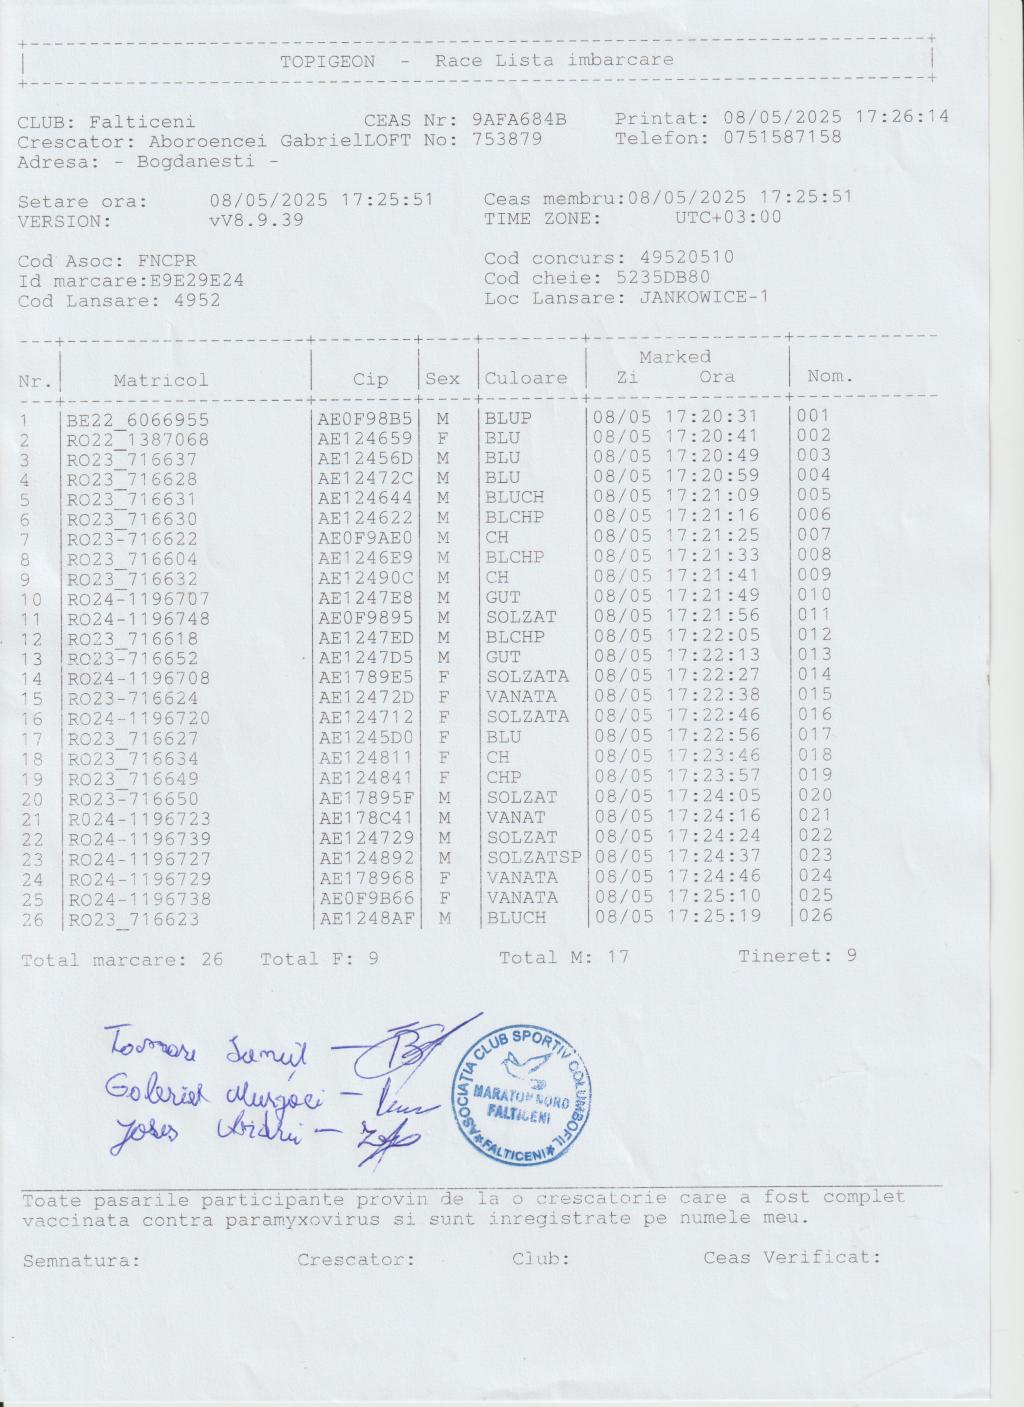 TOPIGEON - Race Lista imbarcare
CLUB: Falticeni CEAS Nr: 9AFA684B Printat: 08/05/2025 17:26:14
Crescator: Aboroencei GabrielLOFT No: 753879 Telefon: 0751587158
Adresa: - Bogdanesti -
Setare ora: 08/05/2025 17:25:51 Ceas membru:08/05/2025 17:25:51
VERSION: vV8.9.39 TIME ZONE: UTC+03:00
Cod Asoc: FNCPR Cod concurs: 49520510
Id marcare:E9E29E24 Cod cheie: 5235DB80
Cod Lansare: 4952 Loc Lansare: JANKOWICE-1
Marked
Nr. Matricol Cip Sex Culoare Zi Ora Nom.
1 BE22_6066955 AE0F98B5 M BLUP 08/05 17:20:31 001
2 RO22_1387068 AE124659 F BLU 08/05 17:20:41 002
3 RO23_716637 AE12456D M BLU 08/05 17:20:49 003
4 RO23_716628 AE12472C M BLU 08/05 17:20:59 004
5 RO23_716631 AE124644 M BLUCH 08/05 17:21:09 005
6 RO23_716630 AE124622 M BLCHP 08/05 17:21:16 006
7 RO23-716622 AE0F9AE0 M CH 08/05 17:21:25 007
8 RO23_716604 AE1246E9 M BLCHP 08/05 17:21:33 008
9 RO23_716632 AE12490C M CH 08/05 17:21:41 009
10 RO24-1196707 AE1247E8 M GUT 08/05 17:21:49 010
11 RO24-1196748 AE0F9895 M SOLZAT 08/05 17:21:56 011
12 RO23_716618 AE1247ED M BLCHP 08/05 17:22:05 012
13 RO23-716652 AE1247D5 M GUT 08/05 17:22:13 013
14 RO24-1196708 AE1789E5 F SOLZATA 08/05 17:22:27 014
15 RO23-716624 AE12472D F VANATA 08/05 17:22:38 015
16 RO24-1196720 AE124712 F SOLZATA 08/05 17:22:46 016
17 RO23_716627 AE1245D0 F BLU 08/05 17:22:56 017
18 RO23_716634 AE124811 F CH 08/05 17:23:46 018
19 RO23_716649 AE124841 F CHP 08/05 17:23:57 019
20 RO23-716650 AE17895F M SOLZAT 08/05 17:24:05 020
21 RO24-1196723 AE178C41 M VANAT 08/05 17:24:16 021
22 RO24-1196739 AE124729 M SOLZAT 08/05 17:24:24 022
23 RO24-1196727 AE124892 M SOLZATSP 08/05 17:24:37 023
24 RO24-1196729 AE178968 F VANATA 08/05 17:24:46 024
25 RO24-1196738 AE0F9B66 F VANATA 08/05 17:25:10 025
26 RO23_716623 AE1248AF M BLUCH 08/05 17:25:19 026
Total marcare: 26 Total F: 9 Total M: 17 Tineret: 9
Gabriel Murgoci
ASOCIATIA CLUB SPORTIV COLUMBOFIL
MARATON NORD
FALTICENI
FALTICENI
Toate pasarile participante provin de la o crescatorie care a fost complet
vaccinata contra paramyxovirus si sunt inregistrate pe numele meu.
Semnatura: Crescator: Club: Ceas Verificat: